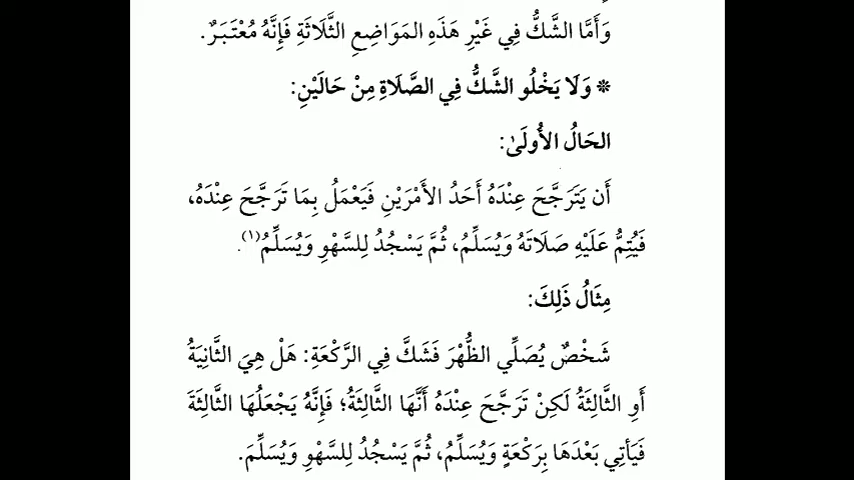 وَأَمَّا الشَّكُّ فِي غَيْرِ هَذَهِ المَوَاضِعِ الثَّلَاثَةِ فَإِنَّهُ مُعْتَبَرٌ.
* وَلَا يَخْلُو الشَّكُّ فِي الصَّلَاةِ مِنْ حَالَيْنِ:
الحَالُ الأُولَىٰ:
أَن يَتَرَجَّحَ عِنْدَهُ أَحَدُ الأَمْرَيْنِ فَيَعْمَلُ بِمَا تَرَجَّحَ عِنْدَهُ،
فَيُتِمُّ عَلَيْهِ صَلَاتَهُ وَيُسَلِّمُ، ثُمَّ يَسْجُدُ لِلسَّهْوِ وَيُسَلِّمُ(١).
مِثَالُ ذَلِكَ:
شَخْصٌ يُصَلِّي الظُّهْرَ فَشَكَّ فِي الرَّكْعَةِ: هَلْ هِيَ الثَّانِيَةُ
أَوِ الثَّالِثَةُ لَكِنْ تَرَجَّحَ عِنْدَهُ أَنَّهَا الثَّالِثَةُ؛ فَإِنَّهُ يَجْعَلُهَا الثَّالِثَةَ
فَيَأتِي بَعْدَهَا بِرَكْعَةٍ وَيُسَلِّمُ، ثُمَّ يَسْجُدُ لِلسَّهْوِ وَيُسَلِّمَ.